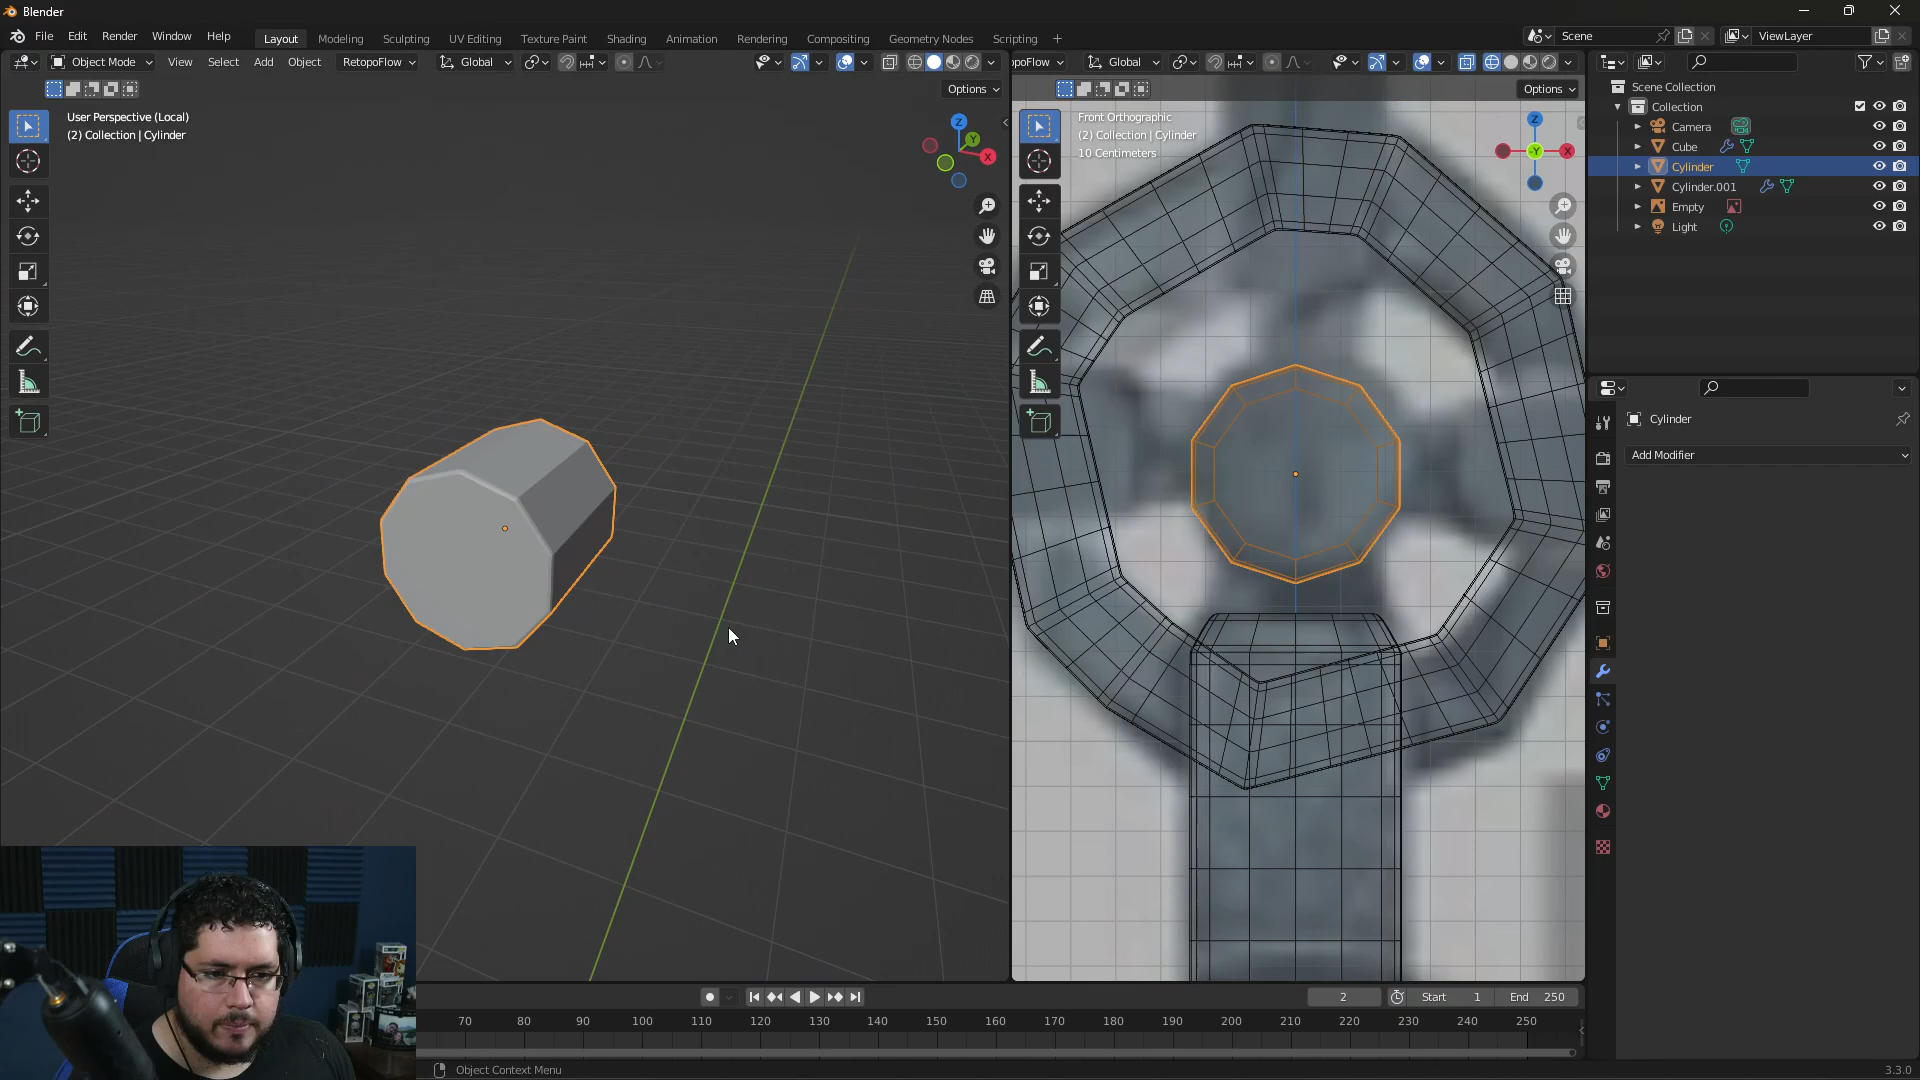 Blender
File Edit Render Window Help Layout Modeling Sculpting UV Editing Texture Paint Shading Animation Rendering Compositing Geometry Nodes Scripting + Scene ViewLayer
Object Mode View Select Add Object RetopoFlow Global
opoFlow Global
Options
Options
User Perspective (Local)
(2) Collection | Cylinder
Z
Y
X
Front Orthographic
(2) Collection | Cylinder
10 Centimeters
Z
-Y
X
Scene Collection
Collection
Camera
Cube
Cylinder
Cylinder.001
Empty
Light
Cylinder
Add Modifier
2 Start 1 End 250
70 80 90 100 110 120 130 140 150 160 170 180 190 200 210 220 230 240 250
Object Context Menu
3.3.0